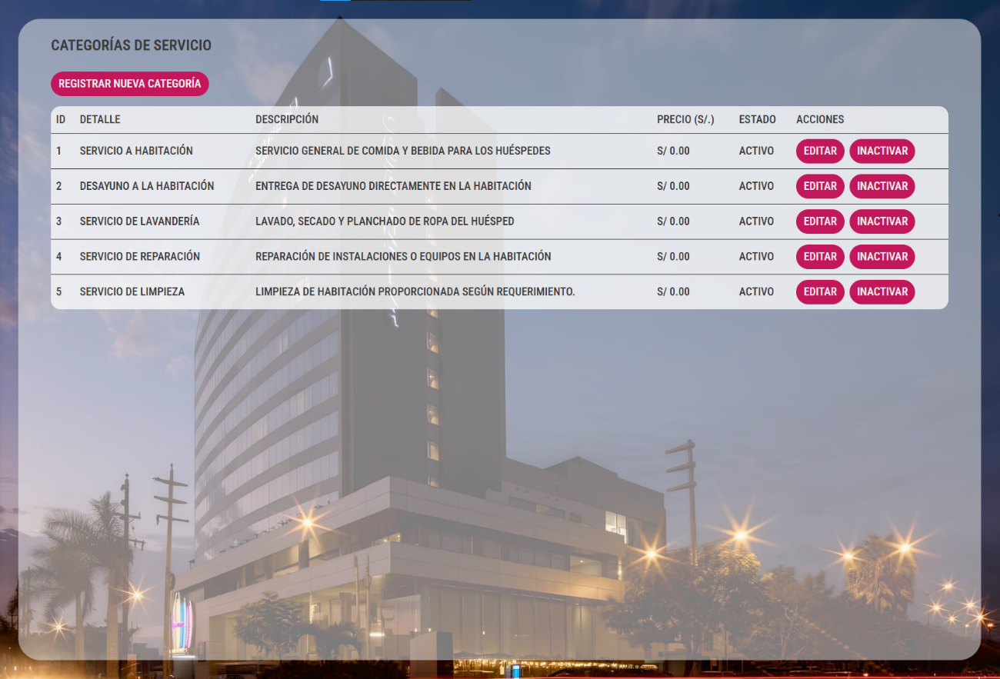 CATEGORÍAS DE SERVICIO
REGISTRAR NUEVA CATEGORÍA
ID DETALLE DESCRIPCIÓN PRECIO (S/.) ESTADO ACCIONES
1 SERVICIO A HABITACIÓN SERVICIO GENERAL DE COMIDA Y BEBIDA PARA LOS HUÉSPEDES S/ 0.00 ACTIVO EDITAR INACTIVAR
2 DESAYUNO A LA HABITACIÓN ENTREGA DE DESAYUNO DIRECTAMENTE EN LA HABITACIÓN S/ 0.00 ACTIVO EDITAR INACTIVAR
3 SERVICIO DE LAVANDERÍA LAVADO, SECADO Y PLANCHADO DE ROPA DEL HUÉSPED S/ 0.00 ACTIVO EDITAR INACTIVAR
4 SERVICIO DE REPARACIÓN REPARACIÓN DE INSTALACIONES O EQUIPOS EN LA HABITACIÓN S/ 0.00 ACTIVO EDITAR INACTIVAR
5 SERVICIO DE LIMPIEZA LIMPIEZA DE HABITACIÓN PROPORCIONADA SEGÚN REQUERIMIENTO. S/ 0.00 ACTIVO EDITAR INACTIVAR